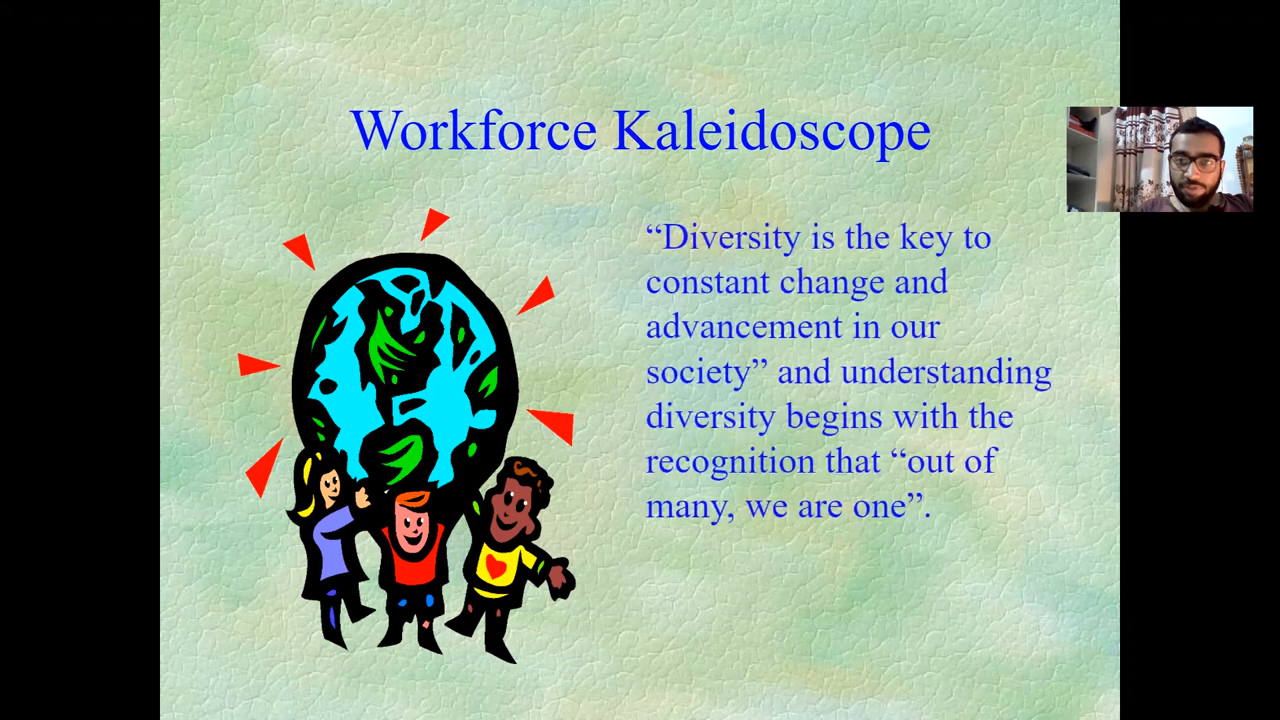 Workforce Kaleidoscope
“Diversity is the key to
constant change and
advancement in our
society” and understanding
diversity begins with the
recognition that “out of
many, we are one”.